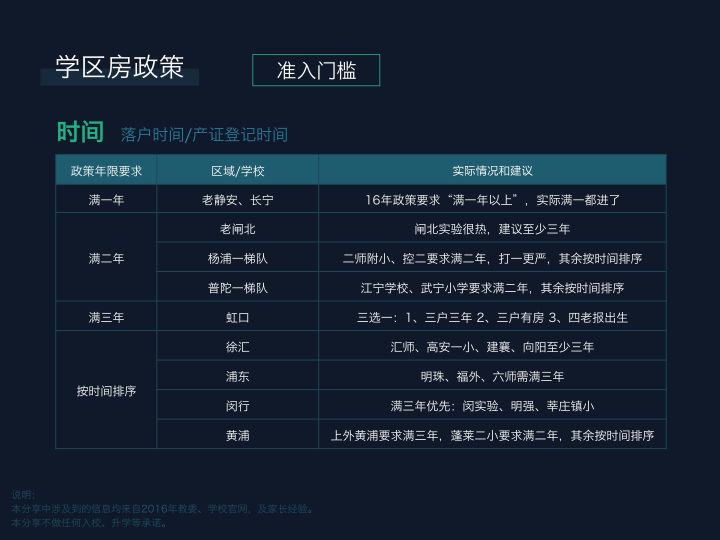 学区房政策
准入门槛
时间 落户时间/产证登记时间
政策年限要求 区域/学校 实际情况和建议
满一年 老静安、长宁 16年政策要求“满一年以上”，实际满一都进了
满二年 老闸北 闸北实验很热，建议至少三年
杨浦一梯队 二师附小、控二要求满二年，打一更严，其余按时间排序
普陀一梯队 江宁学校、武宁小学要求满二年，其余按时间排序
满三年 虹口 三选一：1、三户三年 2、三户有房 3、四老报出生
按时间排序 徐汇 汇师、高安一小、建襄、向阳至少三年
浦东 明珠、福外、六师需满三年
闵行 满三年优先：闵实验、明强、莘庄镇小
黄浦 上外黄浦要求满三年，蓬莱二小要求满二年，其余按时间排序
说明：
本分享中涉及到的信息均来自2016年教委、学校官网，及家长经验。
本分享不做任何入校、升学等承诺。